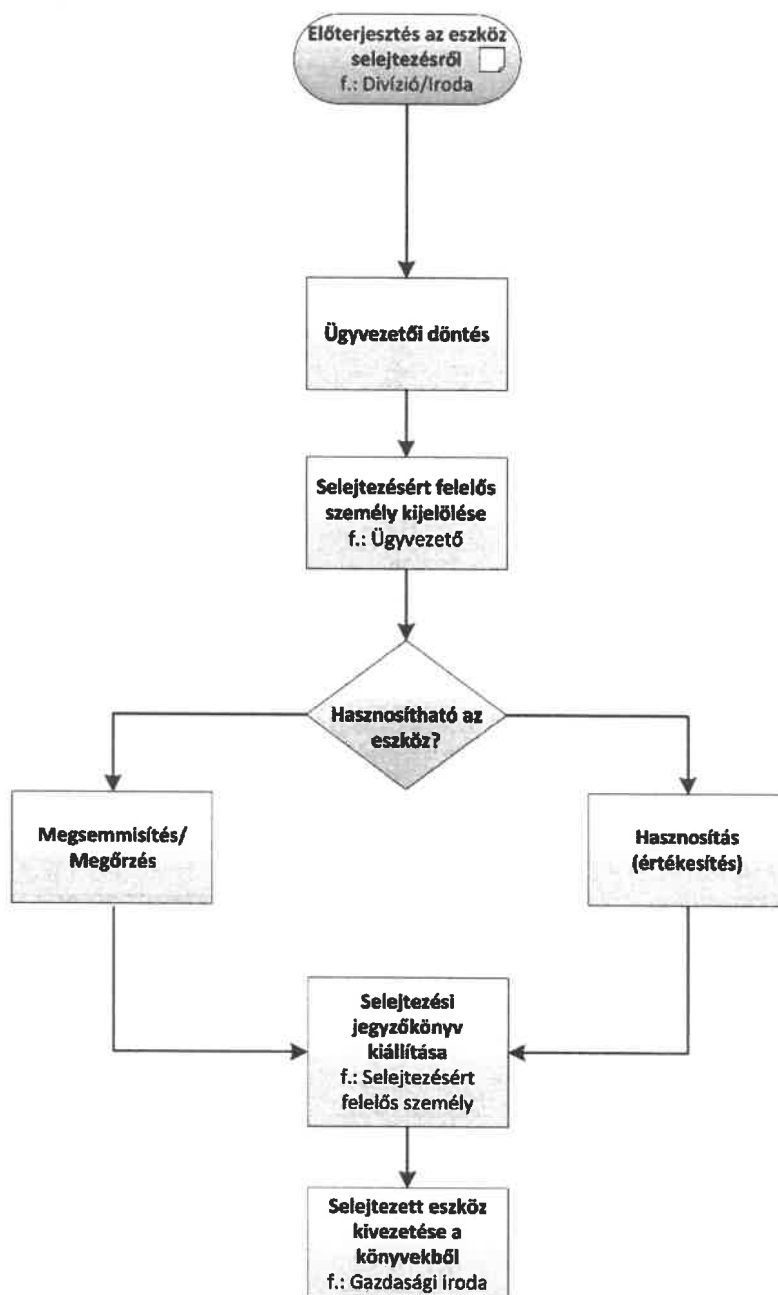 Előterjesztés az eszköz
selejtezésről
f.: Divízió/Iroda
Ügyvezetői döntés
Selejtezésért felelős
személy kijelölése
f.: Ügyvezető
Hasznosítható az
eszköz?
Megsemmisítés/
Megőrzés
Hasznosítás
(értékesítés)
Selejtezési
jegyzőkönyv
kiállítása
f.: Selejtezésért
felelős személy
Selejtezett eszköz
kivezetése a
könyvekből
f.: Gazdasági iroda